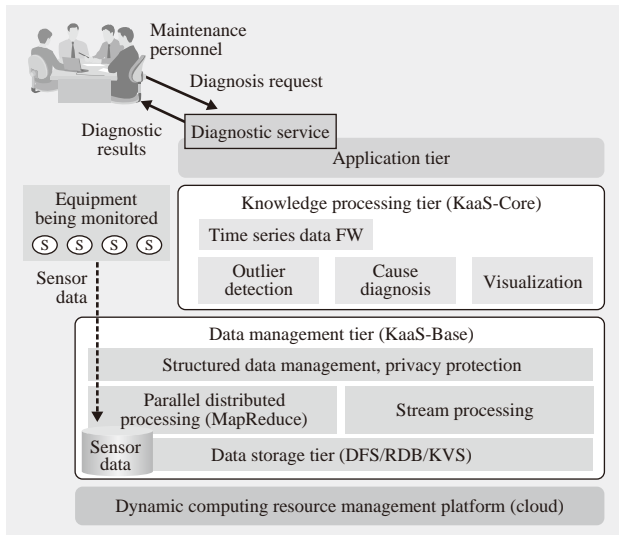 Maintenance
personnel
Diagnosis request
Diagnostic
results
Diagnostic service
Application tier
Equipment
being monitored
S S S S
Sensor
data
Knowledge processing tier (KaaS-Core)
Time series data FW
Outlier
detection
Cause
diagnosis
Visualization
Data management tier (KaaS-Base)
Structured data management, privacy protection
Parallel distributed
processing (MapReduce)
Stream processing
Sensor
data
Data storage tier (DFS/RDB/KVS)
Dynamic computing resource management platform (cloud)